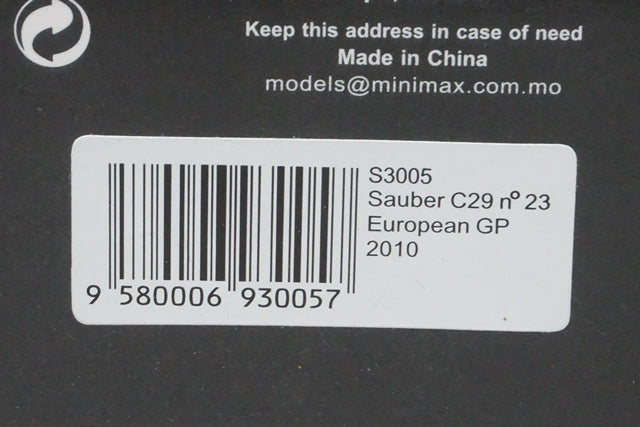 Keep this address in case of need
Made in China
models@minimax.com.mo
S3005
Sauber C29 nº 23
European GP
2010
9 580006 930057